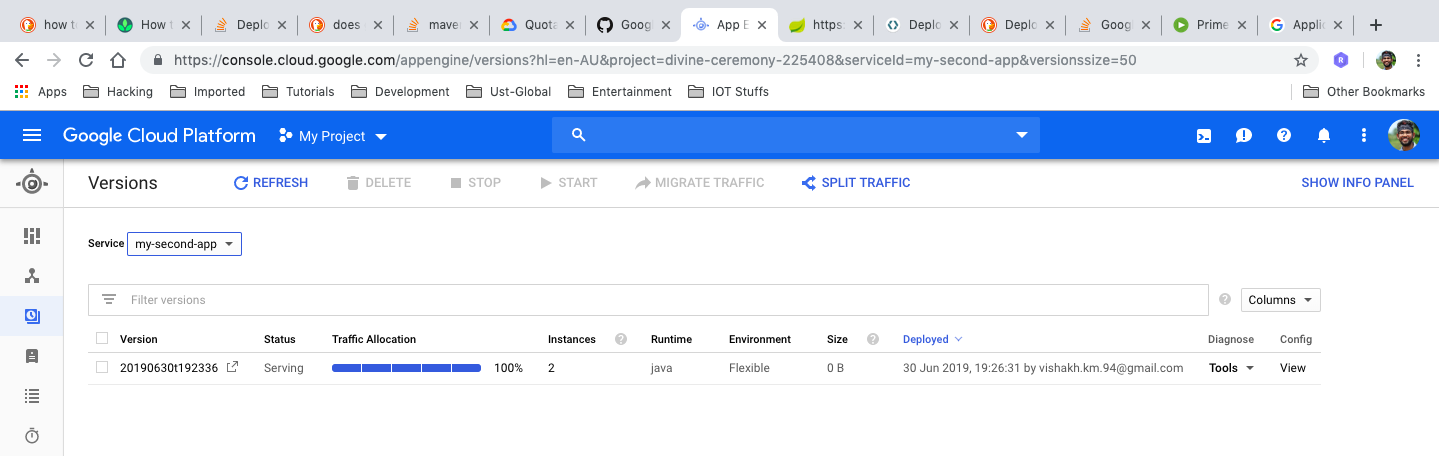 how to How t Deplo does maven Quota Googl App E https: Deplo Deplo Goog Prime Applic
https://console.cloud.google.com/appengine/versions?hl=en-AU&project=divine-ceremony-225408&serviceId=my-second-app&versionssize=50
Apps Hacking Imported Tutorials Development Ust-Global Entertainment IOT Stuffs Other Bookmarks
Google Cloud Platform My Project
Versions REFRESH DELETE STOP START MIGRATE TRAFFIC SPLIT TRAFFIC SHOW INFO PANEL
Service my-second-app
Filter versions Columns
Version Status Traffic Allocation Instances Runtime Environment Size Deployed Diagnose Config
20190630t192336 Serving 100% 2 java Flexible 0 B 30 Jun 2019, 19:26:31 by vishakh.km.94@gmail.com Tools View